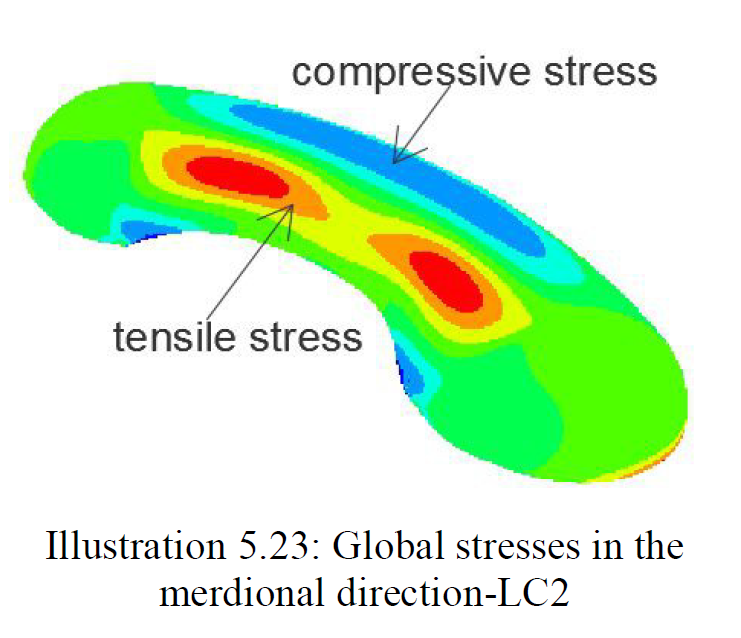 compressive stress
tensile stress
Illustration 5.23: Global stresses in the
merdional direction-LC2